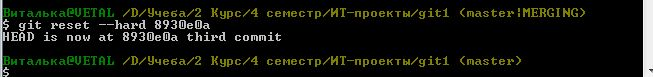 Виталька@VETAL /D/Учеба/2 Курс/4 семестр/ИТ-проекты/git1 (master|MERGING)
$ git reset --hard 8930e0a
HEAD is now at 8930e0a third commit
Виталька@VETAL /D/Учеба/2 Курс/4 семестр/ИТ-проекты/git1 (master)
$